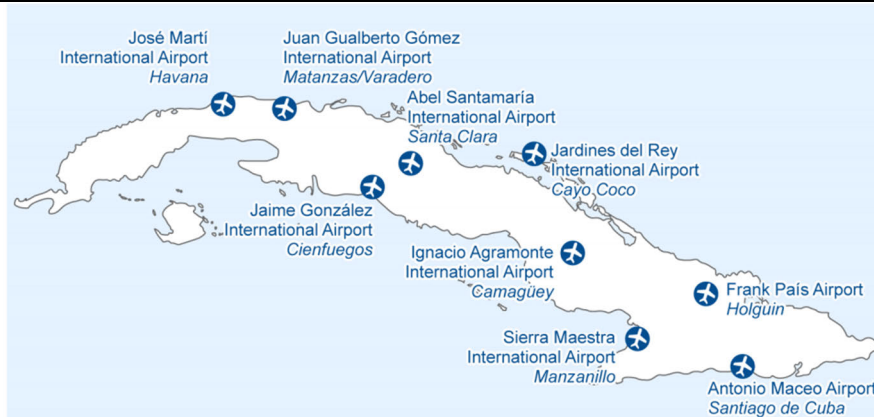 José Martí
International Airport
Havana
Juan Gualberto Gómez
International Airport
Matanzas/Varadero
Abel Santamaría
International Airport
Santa Clara
Jardines del Rey
International Airport
Cayo Coco
Jaime González
International Airport
Cienfuegos
Ignacio Agramonte
International Airport
Camagüey
Frank País Airport
Holguin
Sierra Maestra
International Airport
Manzanillo
Antonio Maceo Airport
Santiago de Cuba